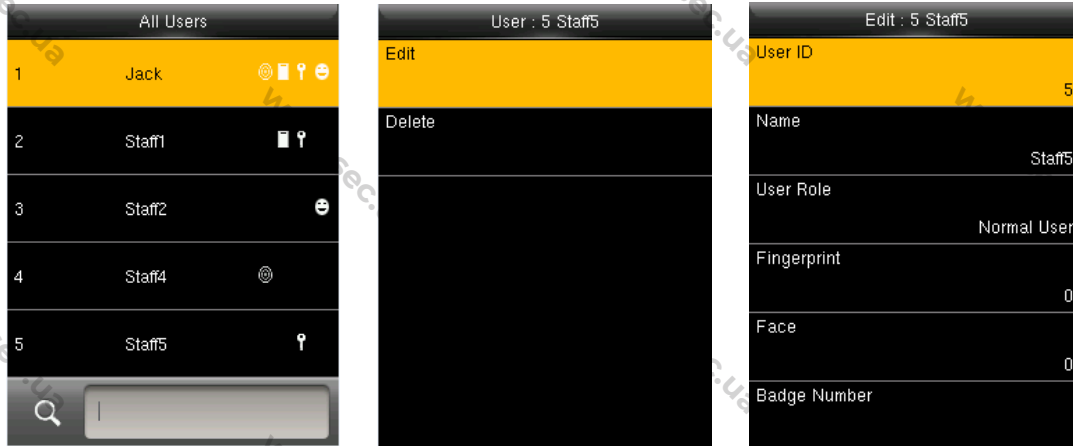 All Users
1 Jack
2 Staff1
3 Staff2
4 Staff4
5 Staff5
User : 5 Staff5
Edit
Delete
Edit : 5 Staff5
User ID
5
Name
Staff5
User Role
Normal User
Fingerprint
0
Face
0
Badge Number